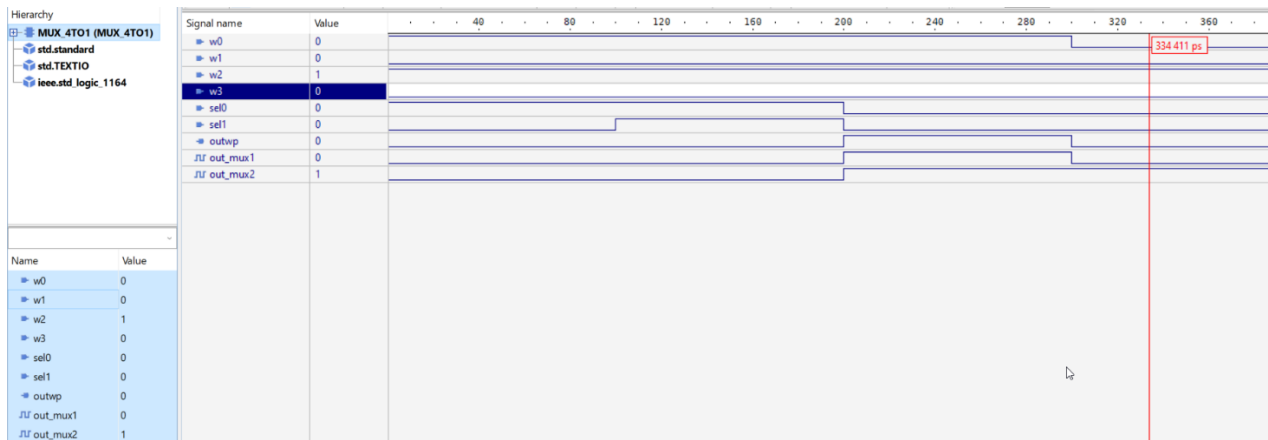 Hierarchy
MUX_4TO1 (MUX_4TO1)
std.standard
std.TEXTIO
ieee.std_logic_1164
Name Value
w0 0
w1 0
w2 1
w3 0
sel0 0
sel1 0
outwp 0
out_mux1 0
out_mux2 1
Signal name Value 40 80 120 160 200 240 280 320 360
w0 0
334 411 ps
w1 0
w2 1
w3 0
sel0 0
sel1 0
outwp 0
out_mux1 0
out_mux2 1